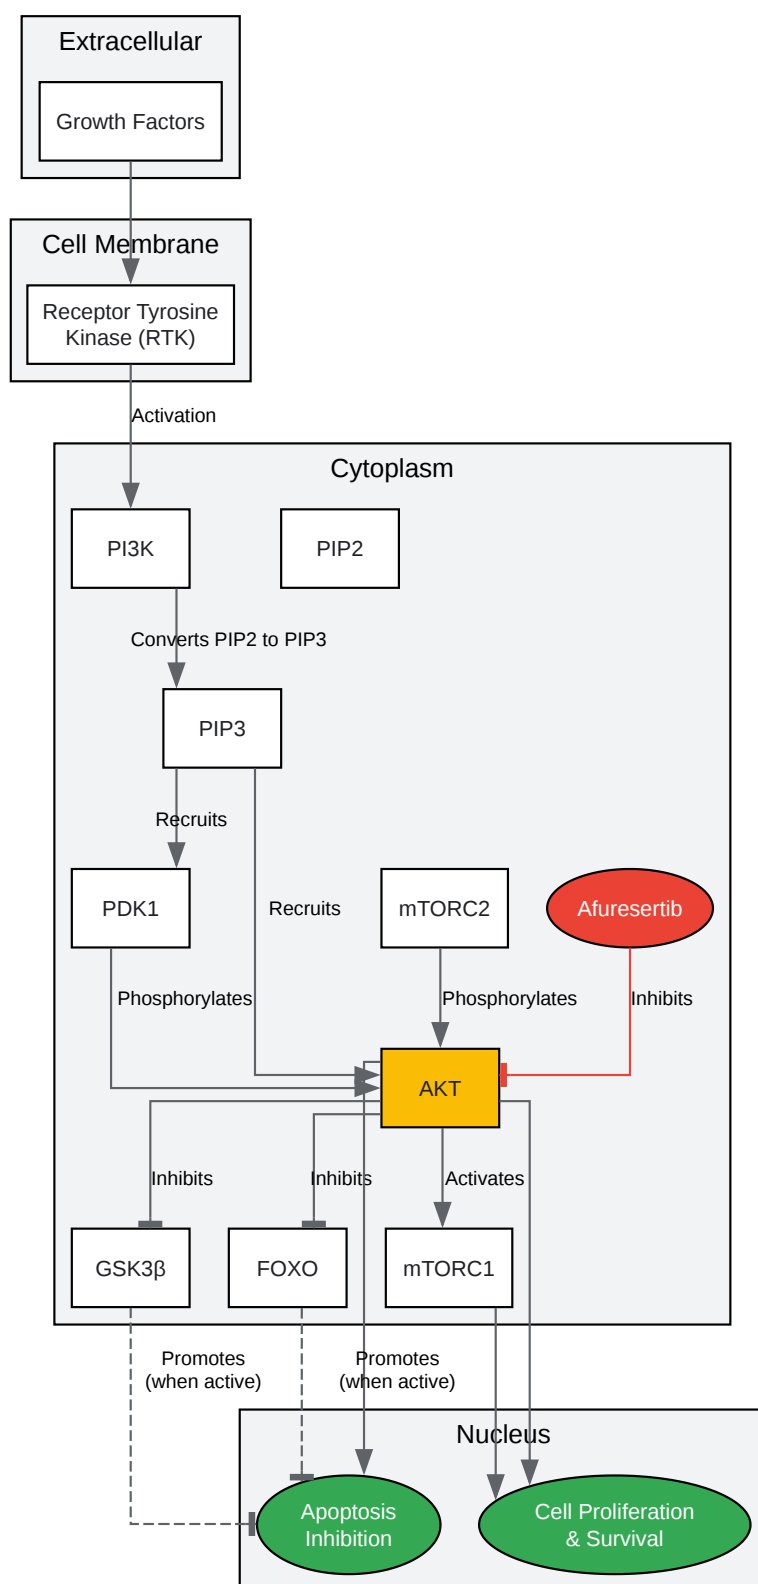 Extracellular
Growth Factors
Cell Membrane
Receptor Tyrosine
Kinase (RTK)
Activation
Cytoplasm
PI3K
PIP2
Converts PIP2 to PIP3
PIP3
Recruits
PDK1
Recruits
mTORC2
Afuresertib
Phosphorylates
Phosphorylates
Inhibits
AKT
Inhibits
Inhibits
Activates
GSK3β
FOXO
mTORC1
Promotes
(when active)
Promotes
(when active)
Nucleus
Apoptosis
Inhibition
Cell Proliferation
& Survival